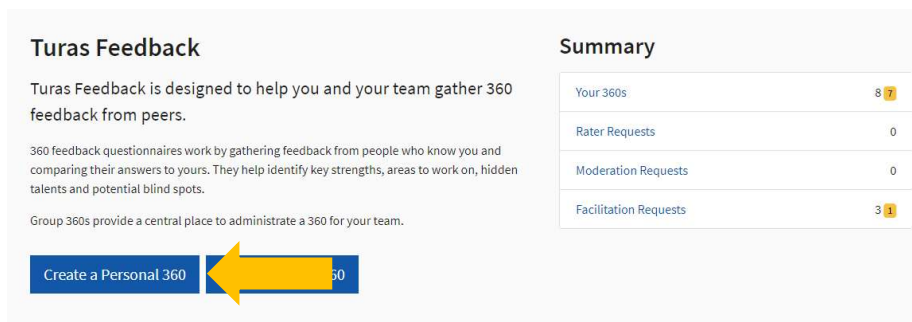 Turas Feedback
Turas Feedback is designed to help you and your team gather 360
feedback from peers.
360 feedback questionnaires work by gathering feedback from people who know you and
comparing their answers to yours. They help identify key strengths, areas to work on, hidden
talents and potential blind spots.
Group 360s provide a central place to administrate a 360 for your team.
Create a Personal 360
60
Summary
Your 360s 8 7
Rater Requests 0
Moderation Requests 0
Facilitation Requests 3 1